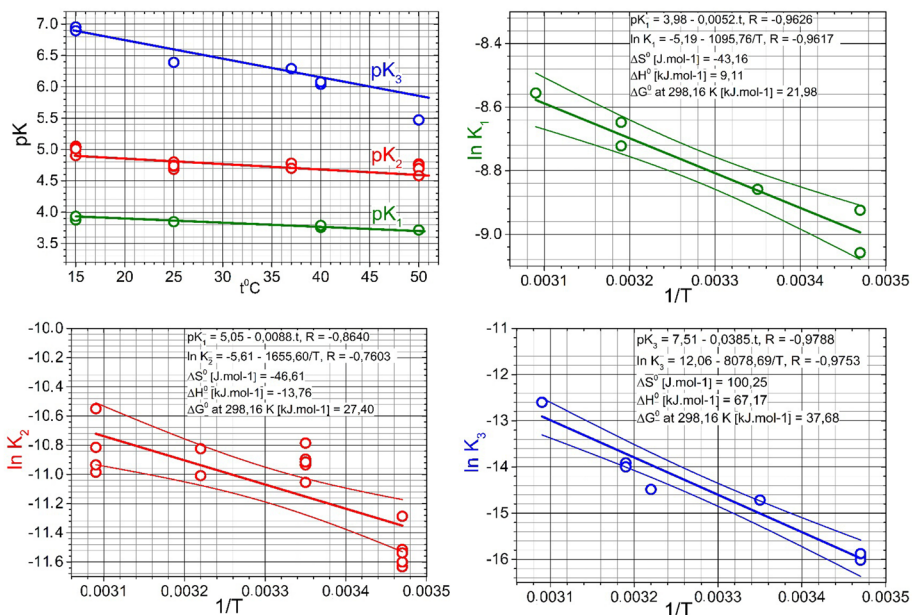 7.0
6.5
6.0
5.5
5.0
4.5
4.0
3.5
pK
pK3
pK2
pK1
15 20 25 30 35 40 45 50
t⁰C
pK1 = 3,98 - 0,0052.t, R = -0,9626
ln K1 = -5,19 - 1095,76/T, R = -0,9617
ΔS⁰ [J.mol-1] = -43,16
ΔH⁰ [kJ.mol-1] = 9,11
ΔG⁰ at 298,16 K [kJ.mol-1] = 21,98
-8.4
-8.6
-8.8
-9.0
ln K1
0.0031 0.0032 0.0033 0.0034 0.0035
1/T
pK1 = 5,05 - 0,0088.t, R = -0,8640
ln K2 = -5,61 - 1655,60/T, R = -0,7603
ΔS⁰ [J.mol-1] = -46,61
ΔH⁰ [kJ.mol-1] = -13,76
ΔG⁰ at 298,16 K [kJ.mol-1] = 27,40
-10.0
-10.2
-10.4
-10.6
-10.8
-11.0
-11.2
-11.4
-11.6
ln K2
0.0031 0.0032 0.0033 0.0034 0.0035
1/T
pK3 = 7,51 - 0,0385.t, R = -0,9788
ln K3 = 12,06 - 8078,69/T, R = -0,9753
ΔS⁰ [J.mol-1] = 100,25
ΔH⁰ [kJ.mol-1] = 67,17
ΔG⁰ at 298,16 K [kJ.mol-1] = 37,68
-11
-12
-13
-14
-15
-16
ln K3
0.0031 0.0032 0.0033 0.0034 0.0035
1/T